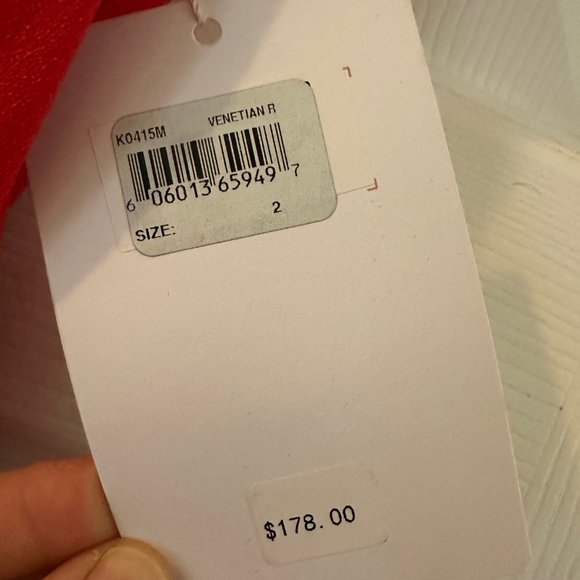 K0415M VENETIAN R
6 06013 65949 7
SIZE: 2
$178.00